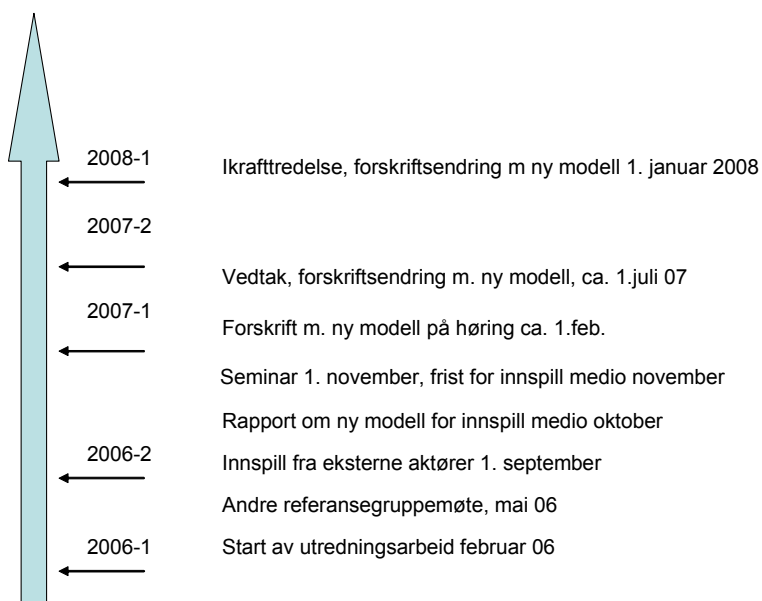 2008-1
Ikrafttredelse, forskriftsendring m ny modell 1. januar 2008
2007-2
Vedtak, forskriftsendring m. ny modell, ca. 1.juli 07
2007-1
Forskrift m. ny modell på høring ca. 1.feb.
Seminar 1. november, frist for innspill medio november
Rapport om ny modell for innspill medio oktober
2006-2
Innspill fra eksterne aktører 1. september
Andre referansegruppemøte, mai 06
2006-1
Start av utredningsarbeid februar 06